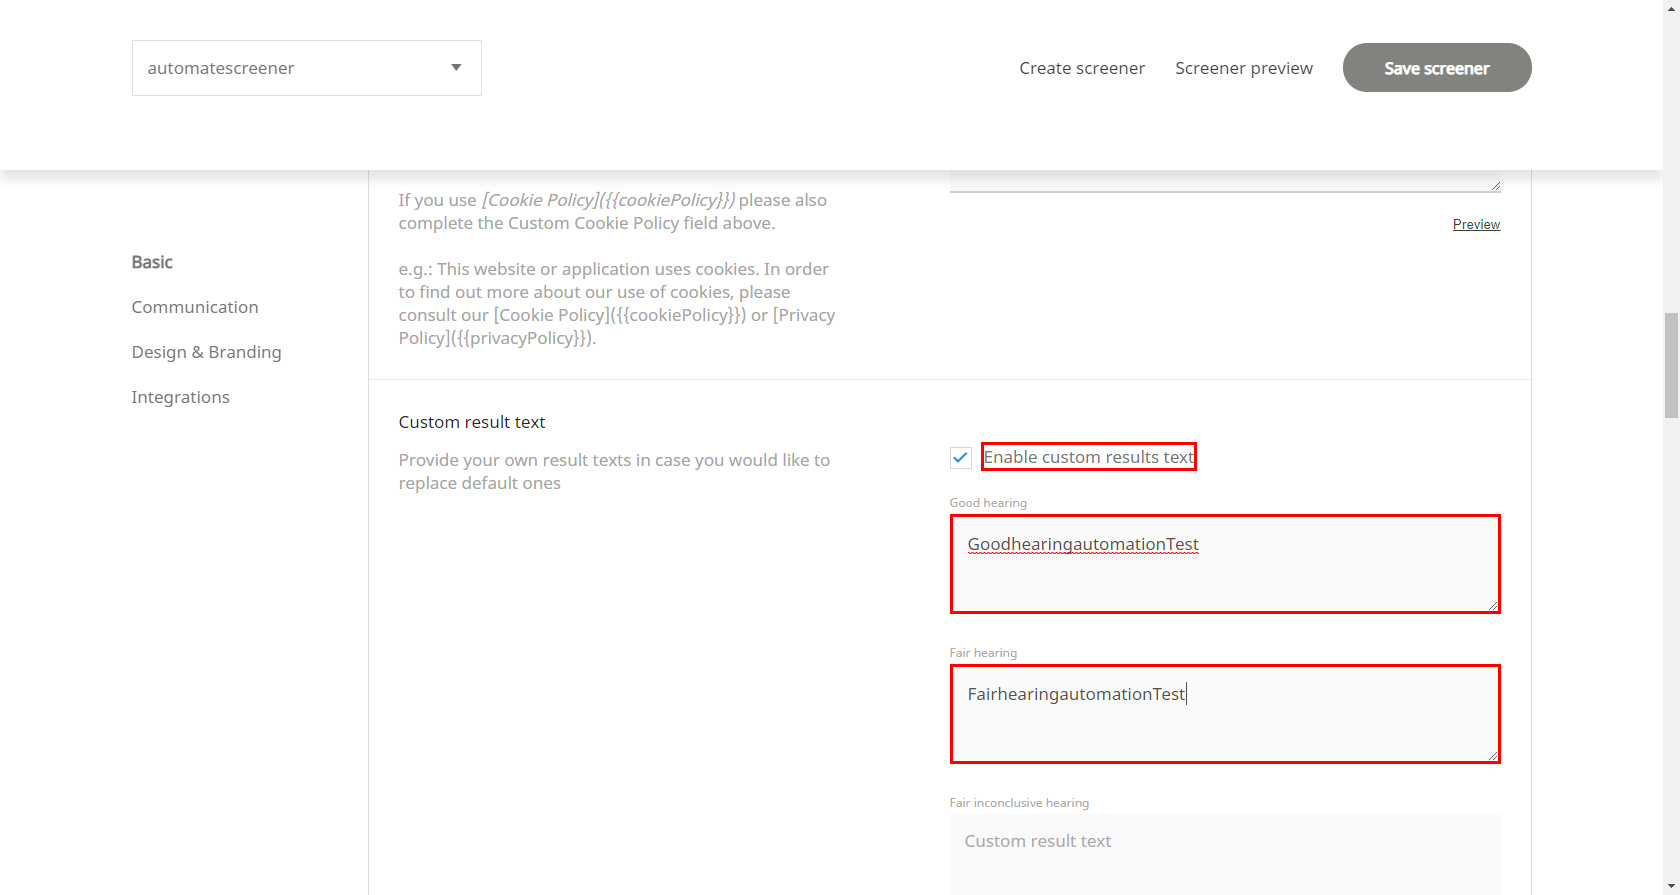 automatescreener
Create screener
Screener preview
Save screener
Basic
Communication
Design & Branding
Integrations
If you use [Cookie Policy]({{cookiePolicy}}) please also
complete the Custom Cookie Policy field above.
e.g.: This website or application uses cookies. In order
to find out more about our use of cookies, please
consult our [Cookie Policy]({{cookiePolicy}}) or [Privacy
Policy]({{privacyPolicy}}).
Preview
Custom result text
Provide your own result texts in case you would like to
replace default ones
Enable custom results text
Good hearing
GoodhearingautomationTest
Fair hearing
FairhearingautomationTest
Fair inconclusive hearing
Custom result text